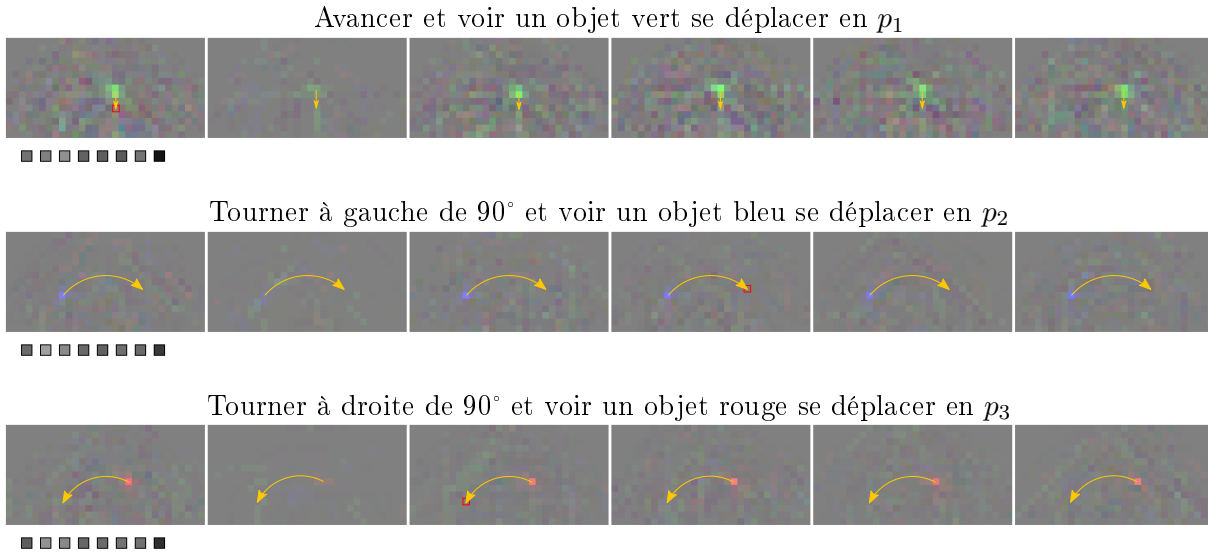 Avancer et voir un objet vert se déplacer en p₁
Tourner à gauche de 90° et voir un objet bleu se déplacer en p₂
Tourner à droite de 90° et voir un objet rouge se déplacer en p₃